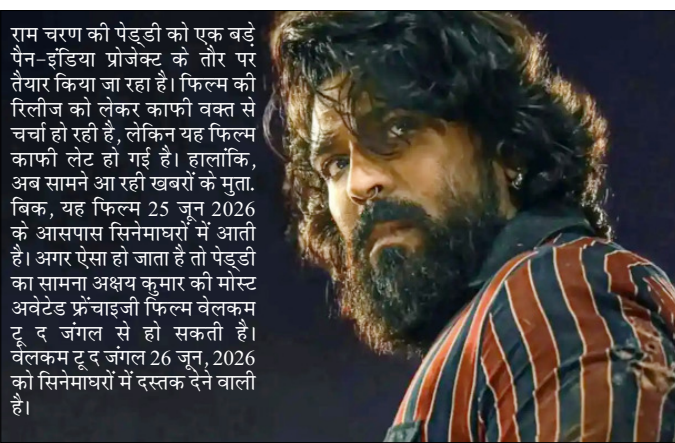 राम चरण की पेड्डी को एक बड़े
पैन-इंडिया प्रोजेक्ट के तौर पर
तैयार किया जा रहा है। फिल्म की
रिलीज को लेकर काफी वक्त से
चर्चा हो रही है, लेकिन यह फिल्म
काफी लेट हो गई है। हालांकि,
अब सामने आ रही खबरों के मुता.
बिक, यह फिल्म 25 जून 2026
के आसपास सिनेमाघरों में आती
है। अगर ऐसा हो जाता है तो पेड्डी
का सामना अक्षय कुमार की मोस्ट
अवेटेड फ्रेंचाइजी फिल्म वेलकम
टू द जंगल से हो सकती है।
वेलकम टू द जंगल 26 जून, 2026
को सिनेमाघरों में दस्तक देने वाली
है।